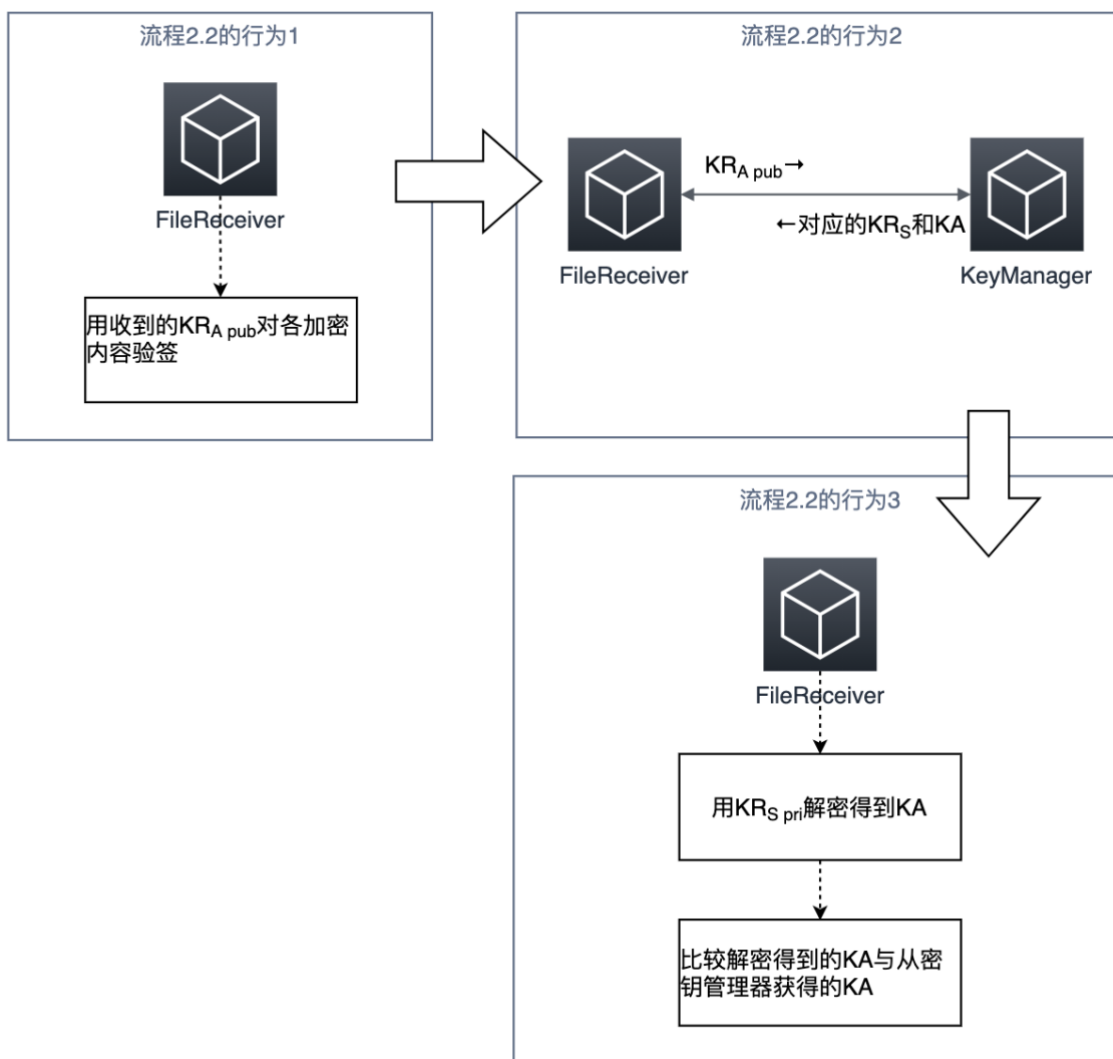 流程2.2的行为1
FileReceiver
用收到的KRA pub对各加密
内容验签
流程2.2的行为2
KRA pub→
←对应的KRS和KA
FileReceiver
KeyManager
流程2.2的行为3
FileReceiver
用KRS pri解密得到KA
比较解密得到的KA与从密
钥管理器获得的KA